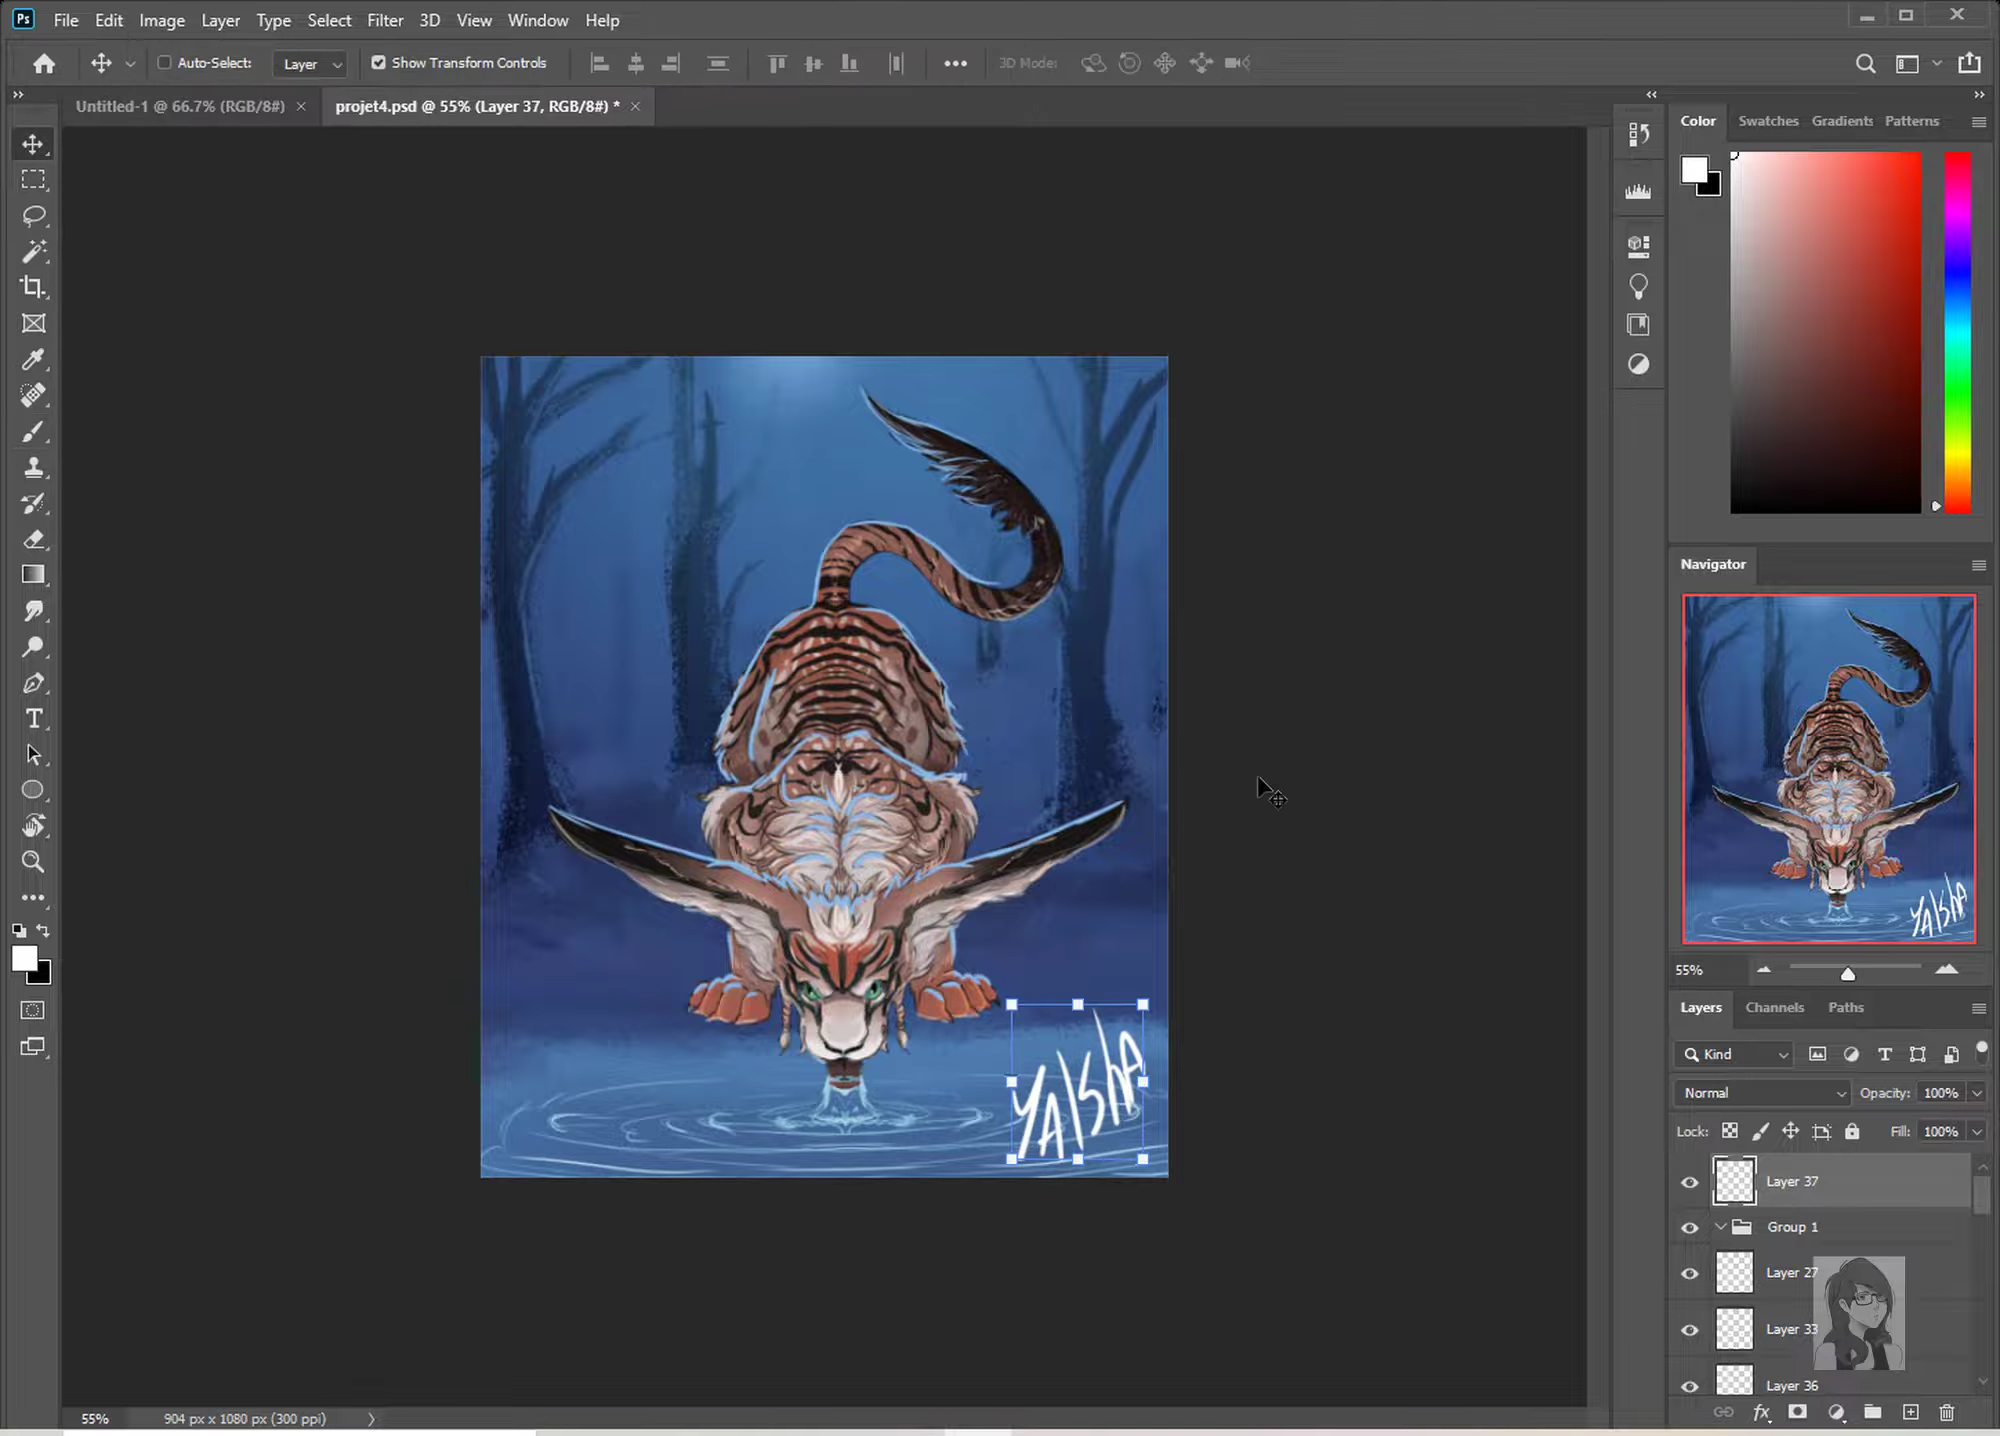 Ps File Edit Image Layer Type Select Filter 3D View Window Help
Auto-Select: Layer Show Transform Controls 3D Mode:
Untitled-1 @ 66.7% (RGB/8#) × projet4.psd @ 55% (Layer 37, RGB/8#) * ×
Color Swatches Gradients Patterns
Navigator
YAISHA
YAISHA
55%
Layers Channels Paths
Kind
Normal Opacity: 100%
Lock: Fill: 100%
Layer 37
Group 1
Layer 27
Layer 33
Layer 36
fx
55% 904 px x 1080 px (300 ppi)